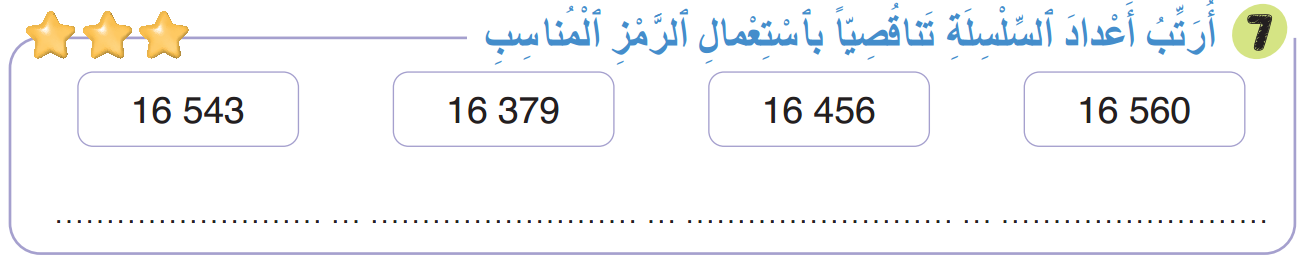 7 أُرَتِّبُ أَعْدادَ ٱلسِّلْسِلَةِ تَناقُصِيّاً بِٱسْتِعْمالِ ٱلرَّمْزِ ٱلْمُناسِبِ
16 560 16 456 16 379 16 543
.......................... ... .......................... ... .......................... ... ..........................